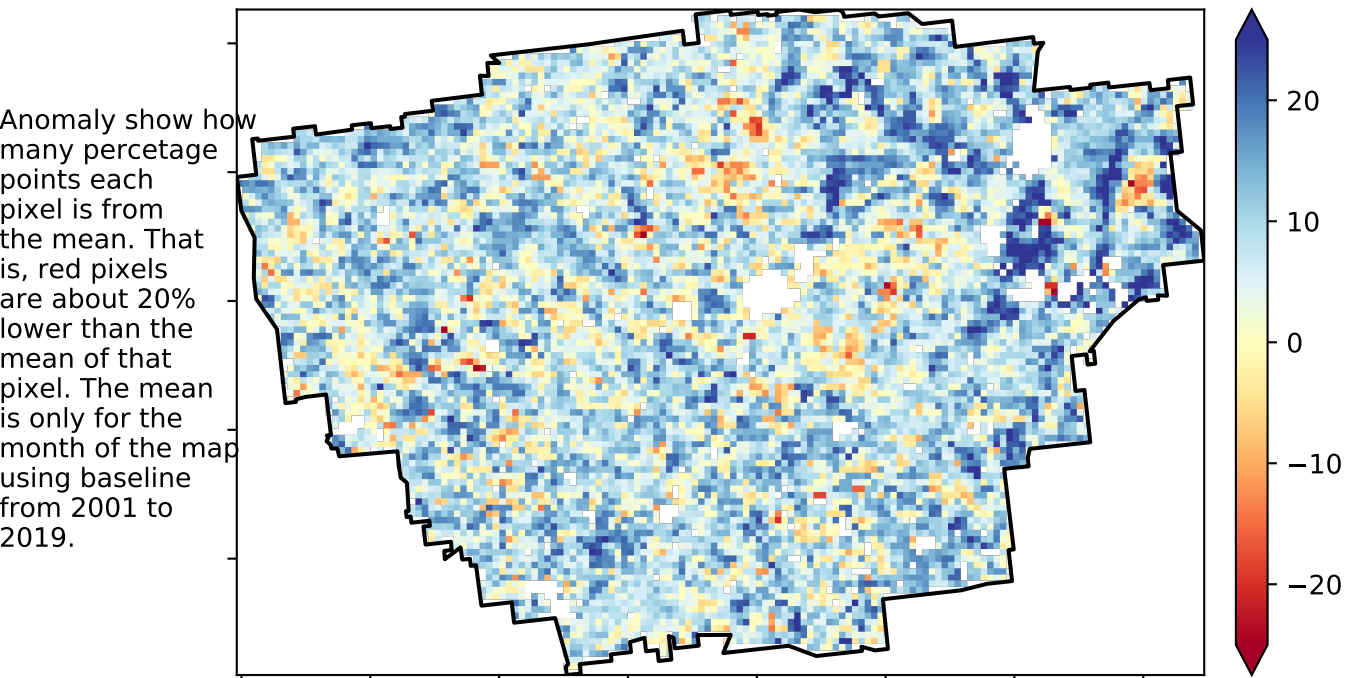 Anomaly show how
many percetage
points each
pixel is from
the mean. That
is, red pixels
are about 20%
lower than the
mean of that
pixel. The mean
is only for the
month of the map
using baseline
from 2001 to
2019.
20
10
0
−10
−20